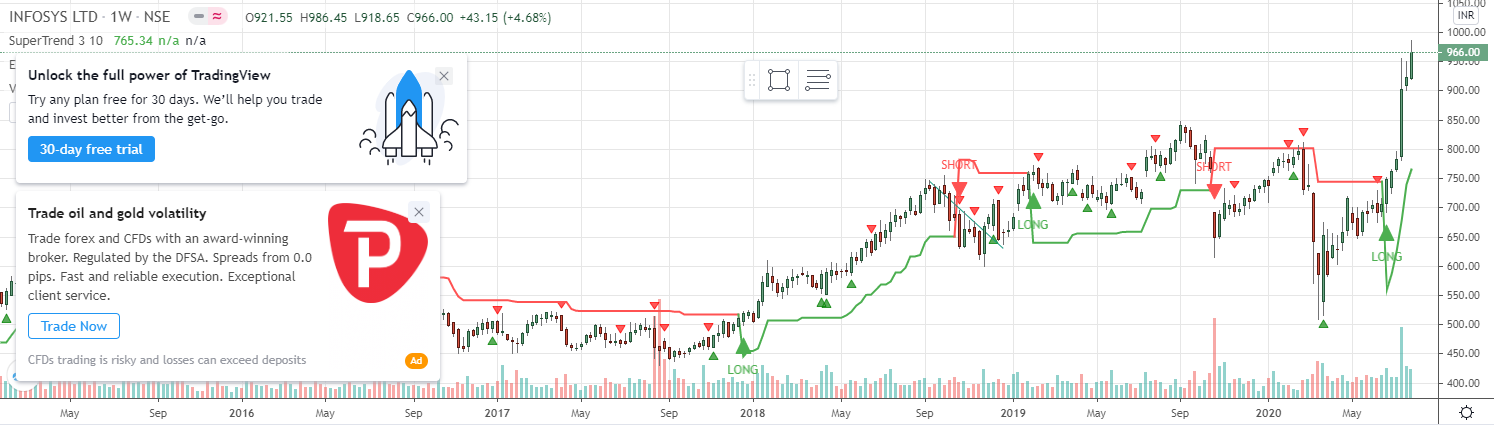 INFOSYS LTD · 1W · NSE O921.55 H986.45 L918.65 C966.00 +43.15 (+4.68%)
SuperTrend 3 10 765.34 n/a n/a
E
V
Unlock the full power of TradingView
Try any plan free for 30 days. We'll help you trade
and invest better from the get-go.
30-day free trial
Trade oil and gold volatility
Trade forex and CFDs with an award-winning
broker. Regulated by the DFSA. Spreads from 0.0
pips. Fast and reliable execution. Exceptional
client service.
P
Trade Now
CFDs trading is risky and losses can exceed deposits
Ad
SHORT
SHORT
LONG
LONG
LONG
1050.00
INR
1000.00
966.00
950.00
900.00
850.00
800.00
750.00
700.00
650.00
600.00
550.00
500.00
450.00
400.00
May Sep 2016 May Sep 2017 May Sep 2018 May Sep 2019 May Sep 2020 May